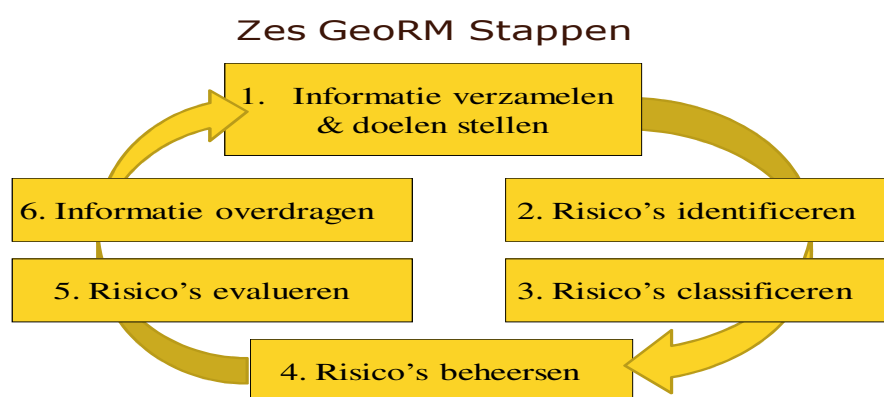 Zes GeoRM Stappen
1. Informatie verzamelen
& doelen stellen
2. Risico's identificeren
3. Risico's classificeren
4. Risico's beheersen
5. Risico's evalueren
6. Informatie overdragen